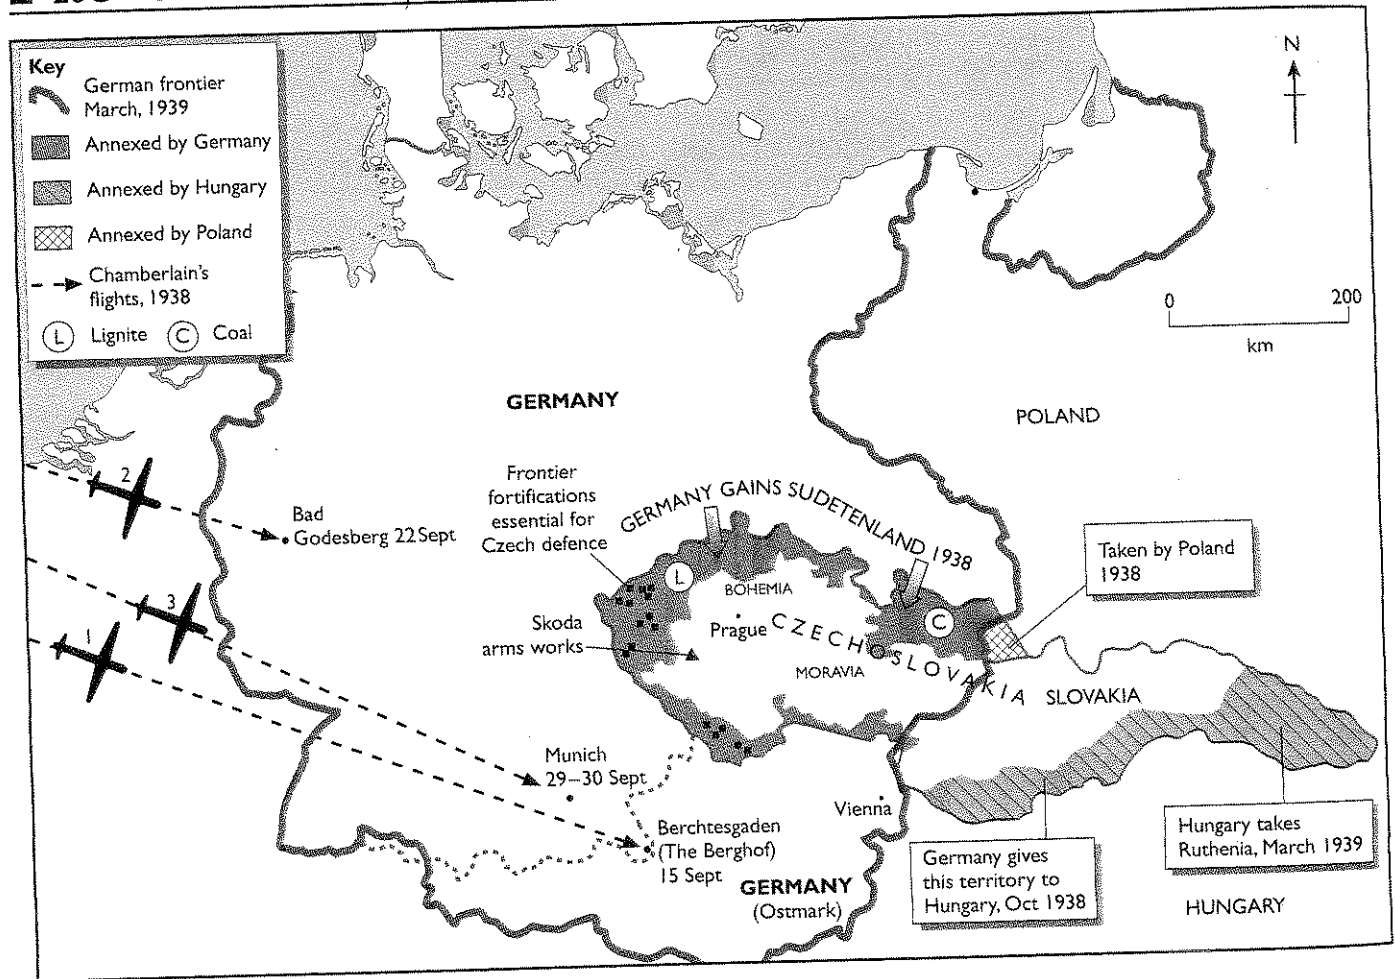 Key
German frontier
March, 1939
Annexed by Germany
Annexed by Hungary
Annexed by Poland
Chamberlain's
flights, 1938
L Lignite C Coal
N
0 200
km
GERMANY
POLAND
2
Bad
Godesberg 22 Sept
3
1
Frontier
fortifications
essential for
Czech defence
GERMANY GAINS SUDETENLAND 1938
Taken by Poland
1938
L
BOHEMIA
C
Skoda
arms works
Prague
CZECHOSLOVAKIA
MORAVIA
SLOVAKIA
Munich
29–30 Sept
Vienna
Berchtesgaden
(The Berghof)
15 Sept
GERMANY
(Ostmark)
Germany gives
this territory to
Hungary, Oct 1938
Hungary takes
Ruthenia, March 1939
HUNGARY